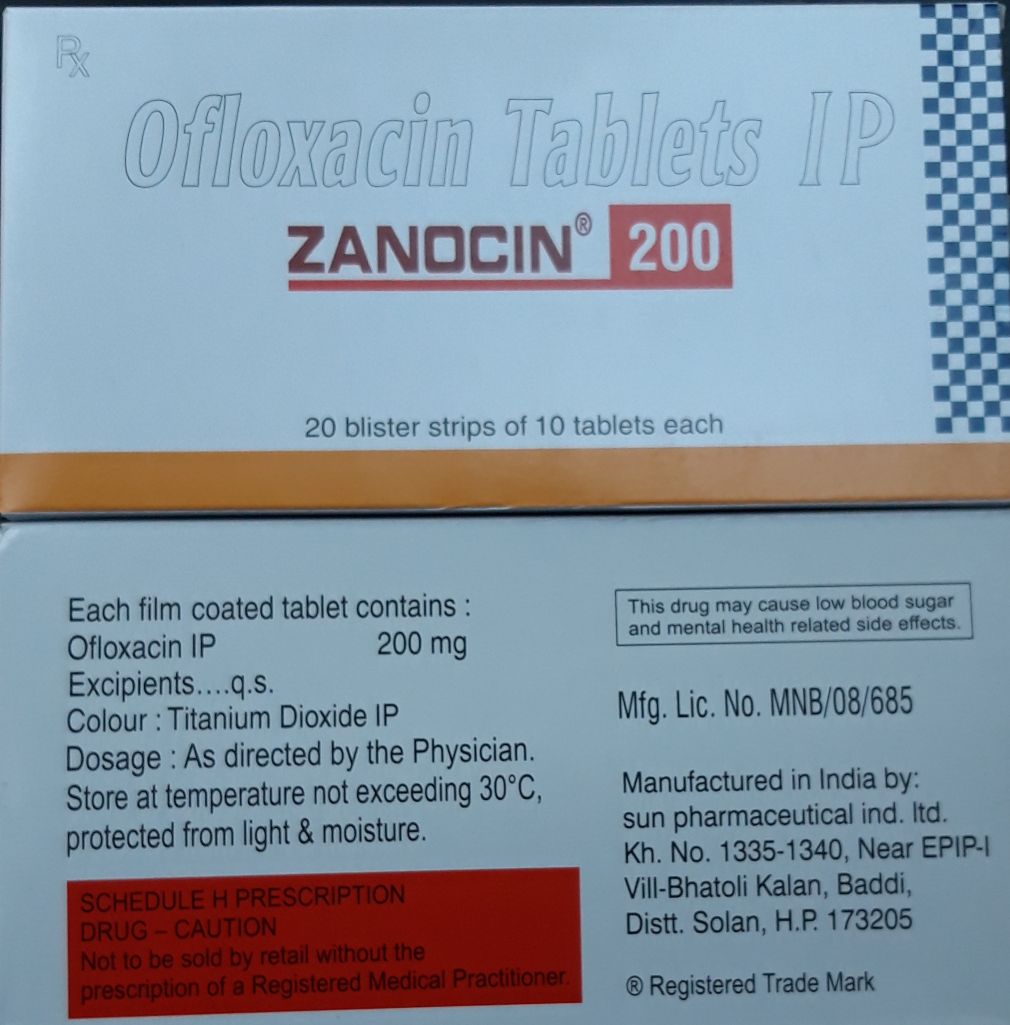 Rx
Ofloxacin Tablets IP
ZANOCIN® 200
20 blister strips of 10 tablets each
Each film coated tablet contains :
Ofloxacin IP 200 mg
Excipients....q.s.
Colour : Titanium Dioxide IP
Dosage : As directed by the Physician.
Store at temperature not exceeding 30°C,
protected from light & moisture.
SCHEDULE H PRESCRIPTION
DRUG – CAUTION
Not to be sold by retail without the
prescription of a Registered Medical Practitioner.
This drug may cause low blood sugar
and mental health related side effects.
Mfg. Lic. No. MNB/08/685
Manufactured in India by:
sun pharmaceutical ind. ltd.
Kh. No. 1335-1340, Near EPIP-I
Vill-Bhatoli Kalan, Baddi,
Distt. Solan, H.P. 173205
® Registered Trade Mark